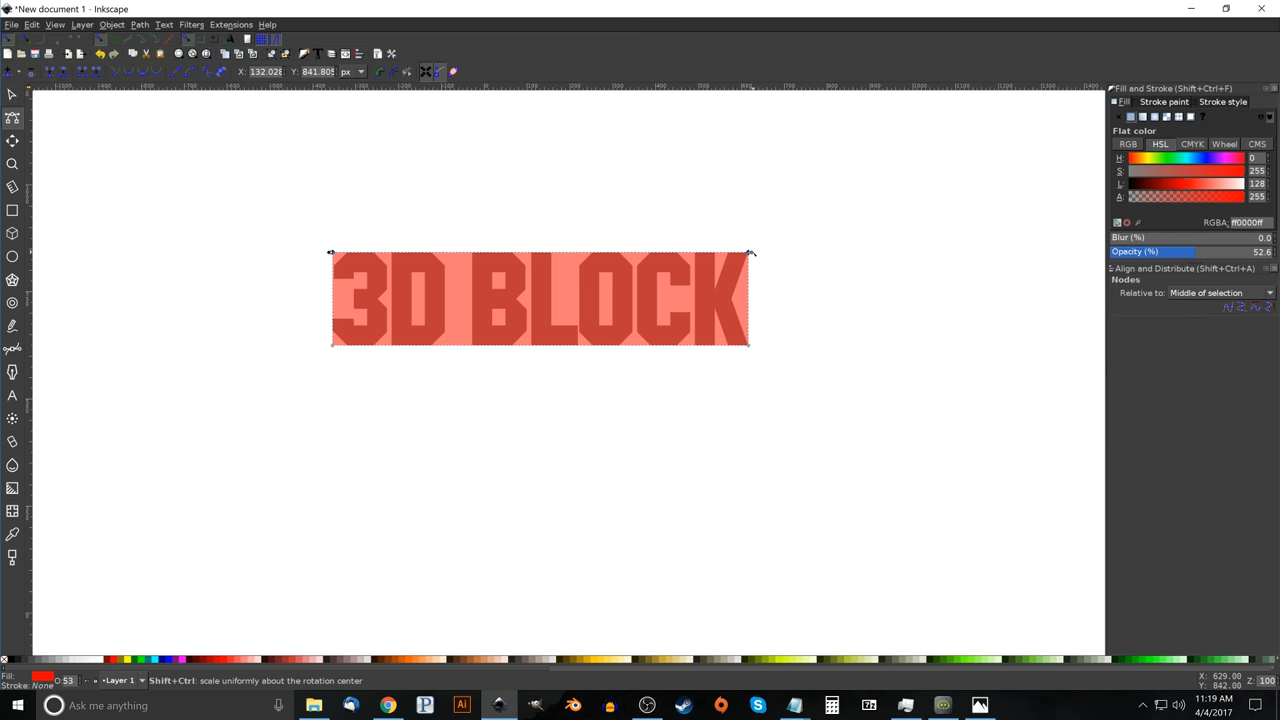 *New document 1 - Inkscape
File Edit View Layer Object Path Text Filters Extensions Help
X: 132.028 Y: 841.805 px
Fill and Stroke (Shift+Ctrl+F)
Fill Stroke paint Stroke style
Flat color
RGB HSL CMYK Wheel CMS
H: 0
S: 255
L: 128
A: 255
RGBA: ff0000ff
Blur (%) 0.0
Opacity (%) 52.6
Align and Distribute (Shift+Ctrl+A)
Nodes
Relative to: Middle of selection
3D BLOCK
Fill: O: 53 Layer 1 Shift+Ctrl: scale uniformly about the rotation center
Stroke: None
X: 629.00
Y: 842.00 Z: 100
Ask me anything
11:19 AM
4/4/2017